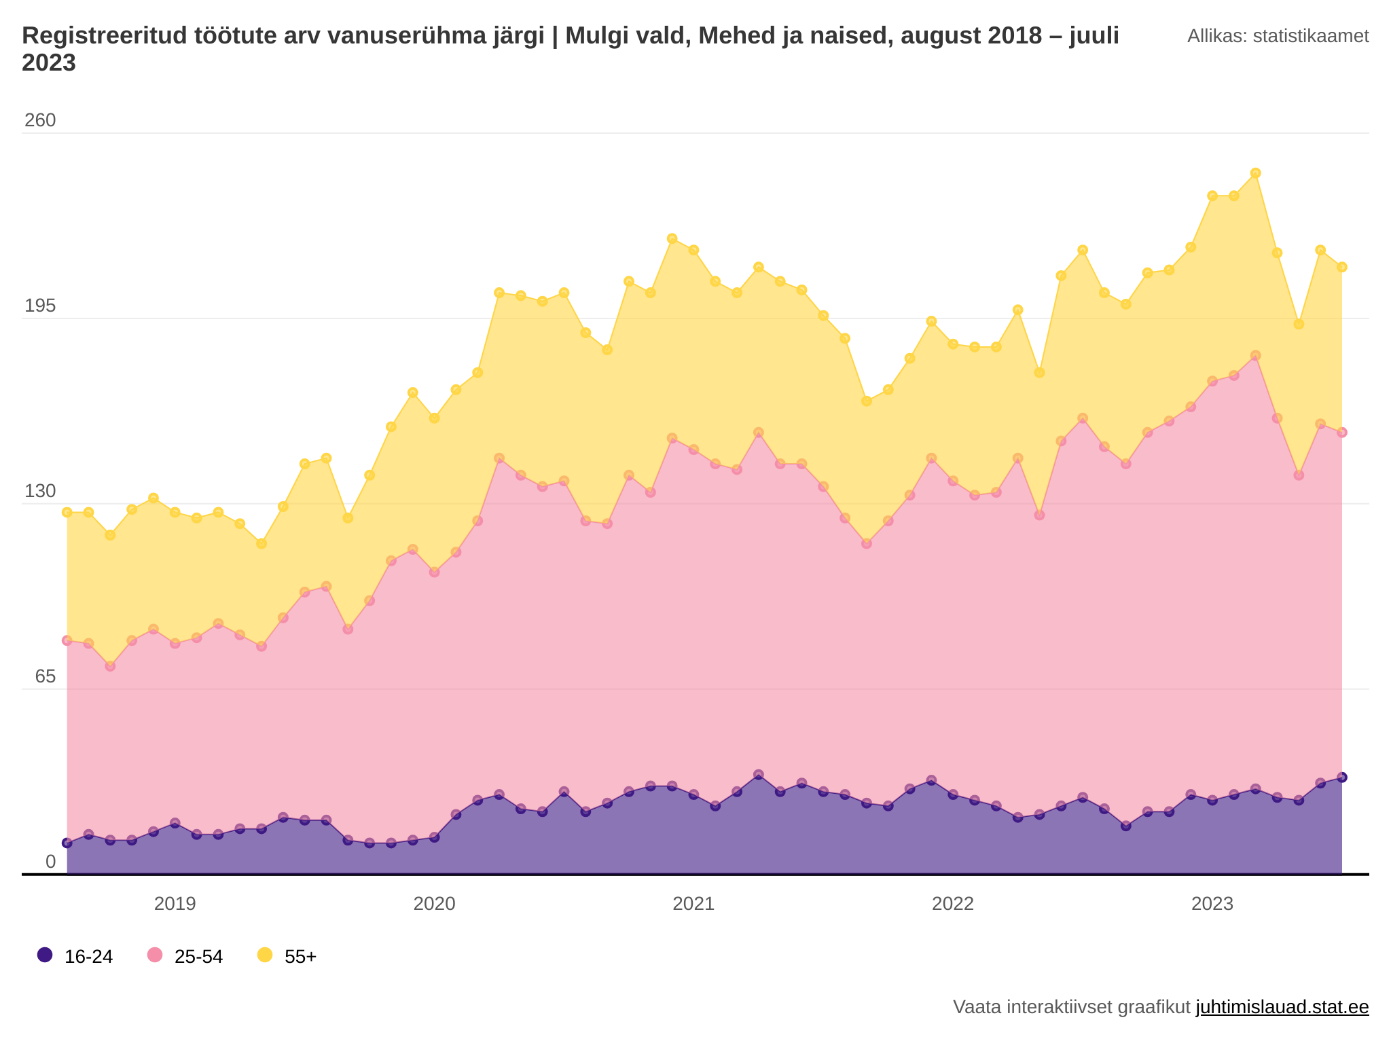 Registreeritud töötute arv vanuserühma järgi | Mulgi vald, Mehed ja naised, august 2018 – juuli
2023
Allikas: statistikaamet
260
195
130
65
0
2019 2020 2021 2022 2023
16-24 25-54 55+
Vaata interaktiivset graafikut juhtimislauad.stat.ee